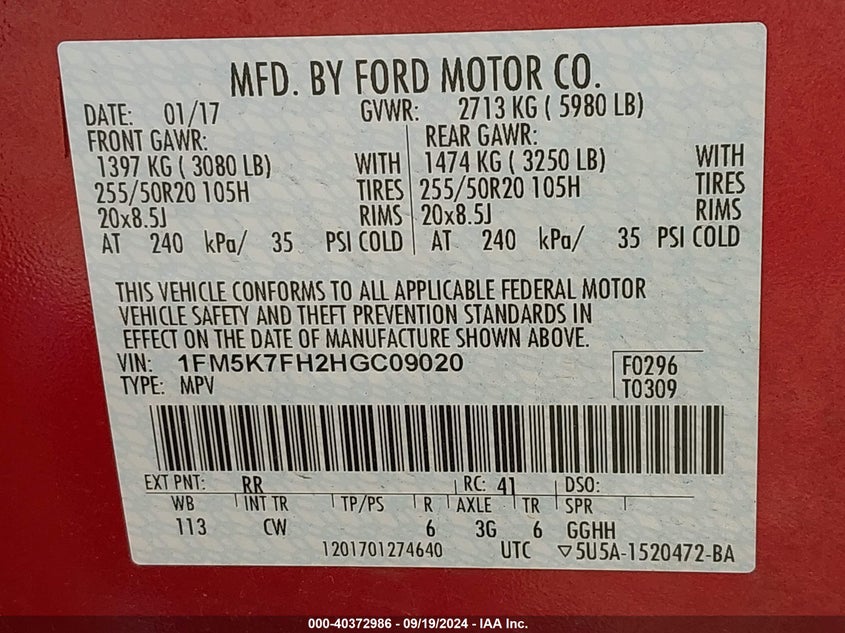 MFD. BY FORD MOTOR CO.
DATE: 01/17 GVWR: 2713 KG ( 5980 LB)
FRONT GAWR: REAR GAWR:
1397 KG ( 3080 LB) WITH 1474 KG ( 3250 LB) WITH
255/50R20 105H TIRES 255/50R20 105H TIRES
20x8.5J RIMS 20x8.5J RIMS
AT 240 kPa/ 35 PSI COLD AT 240 kPa/ 35 PSI COLD
THIS VEHICLE CONFORMS TO ALL APPLICABLE FEDERAL MOTOR
VEHICLE SAFETY AND THEFT PREVENTION STANDARDS IN
EFFECT ON THE DATE OF MANUFACTURE SHOWN ABOVE.
VIN: 1FM5K7FH2HGC09020 F0296
TYPE: MPV T0309
EXT PNT: RR RC: 41 DSO:
WB INT TR TP/PS R AXLE TR SPR
113 CW 6 3G 6 GGHH
1201701274640 UTC ▽5U5A-1520472-BA
000-40372986 - 09/19/2024 - IAA Inc.